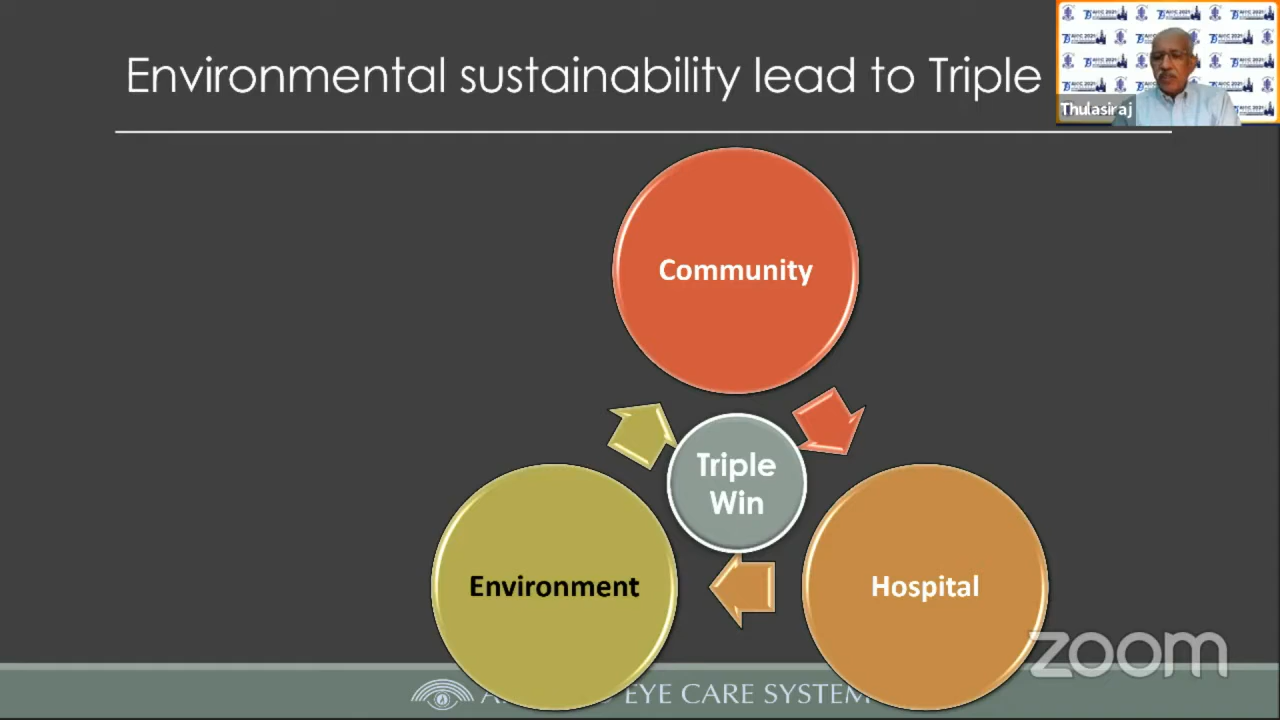 Environmental sustainability lead to Triple
Thulasiraj
Community
Triple
Win
Environment
Hospital
zoom
EYE CARE SYSTEM